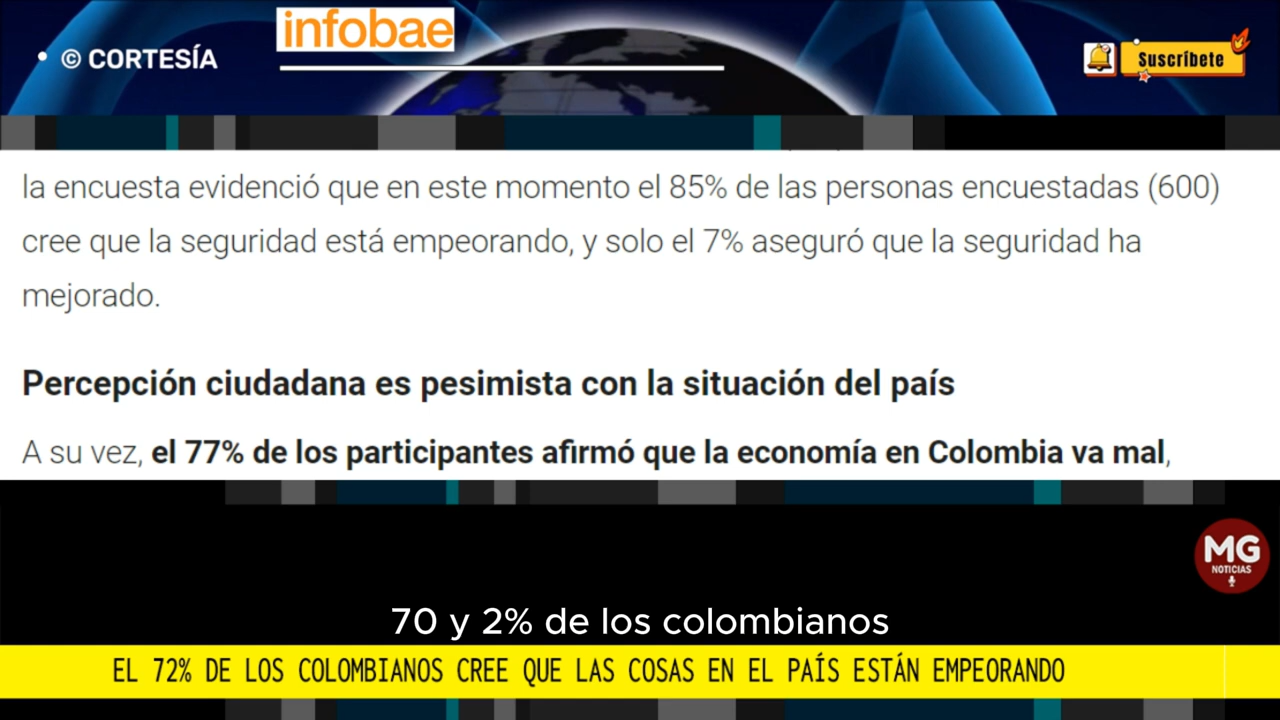 © CORTESÍA
infobae
Suscríbete
la encuesta evidenció que en este momento el 85% de las personas encuestadas (600)
cree que la seguridad está empeorando, y solo el 7% aseguró que la seguridad ha
mejorado.
Percepción ciudadana es pesimista con la situación del país
A su vez, el 77% de los participantes afirmó que la economía en Colombia va mal,
MG
NOTICIAS
70 y 2% de los colombianos
EL 72% DE LOS COLOMBIANOS CREE QUE LAS COSAS EN EL PAÍS ESTÁN EMPEORANDO